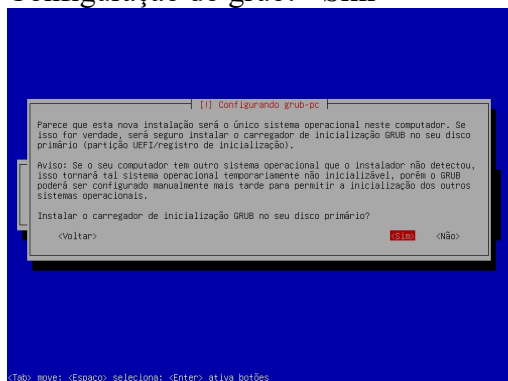 Configuração do grub: Sim
[!] Configurando grub-pc
Parece que esta nova instalação será o único sistema operacional neste computador. Se
isso for verdade, será seguro instalar o carregador de inicialização GRUB no seu disco
primário (partição UEFI/registro de inicialização).
Aviso: Se o seu computador tem outro sistema operacional que o instalador não detectou,
isso tornará tal sistema operacional temporariamente não inicializável, porém o GRUB
poderá ser configurado manualmente mais tarde para permitir a inicialização dos outros
sistemas operacionais.
Instalar o carregador de inicialização GRUB no seu disco primário?
<Voltar> <Sim> <Não>
<Tab> move; <Espaço> seleciona; <Enter> ativa botões